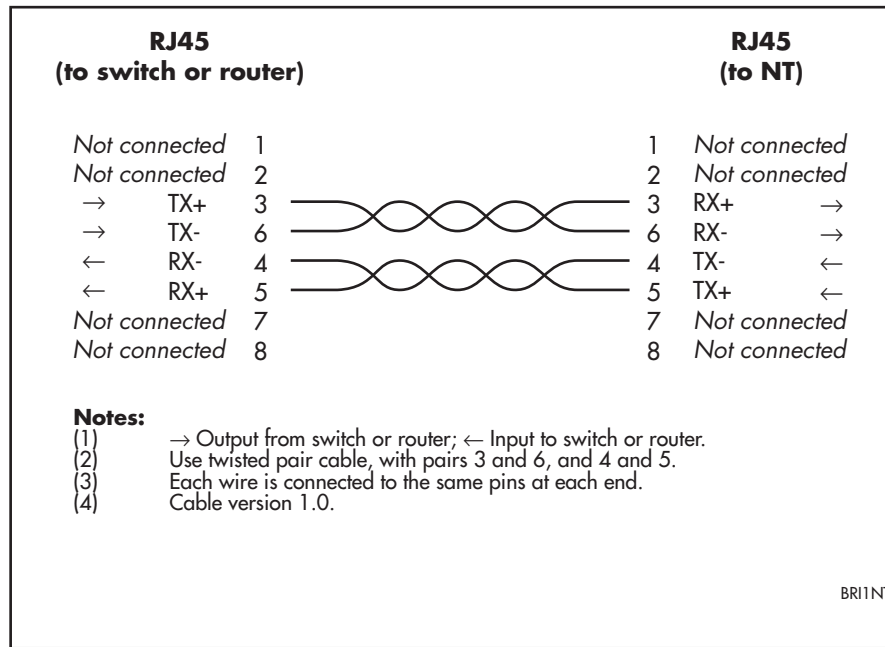 RJ45 RJ45
(to switch or router) (to NT)
Not connected 1 1 Not connected
Not connected 2 2 Not connected
→ TX+ 3 3 RX+ →
→ TX- 6 6 RX- →
← RX- 4 4 TX- ←
← RX+ 5 5 TX+ ←
Not connected 7 7 Not connected
Not connected 8 8 Not connected
Notes:
(1) → Output from switch or router; ← Input to switch or router.
(2) Use twisted pair cable, with pairs 3 and 6, and 4 and 5.
(3) Each wire is connected to the same pins at each end.
(4) Cable version 1.0.